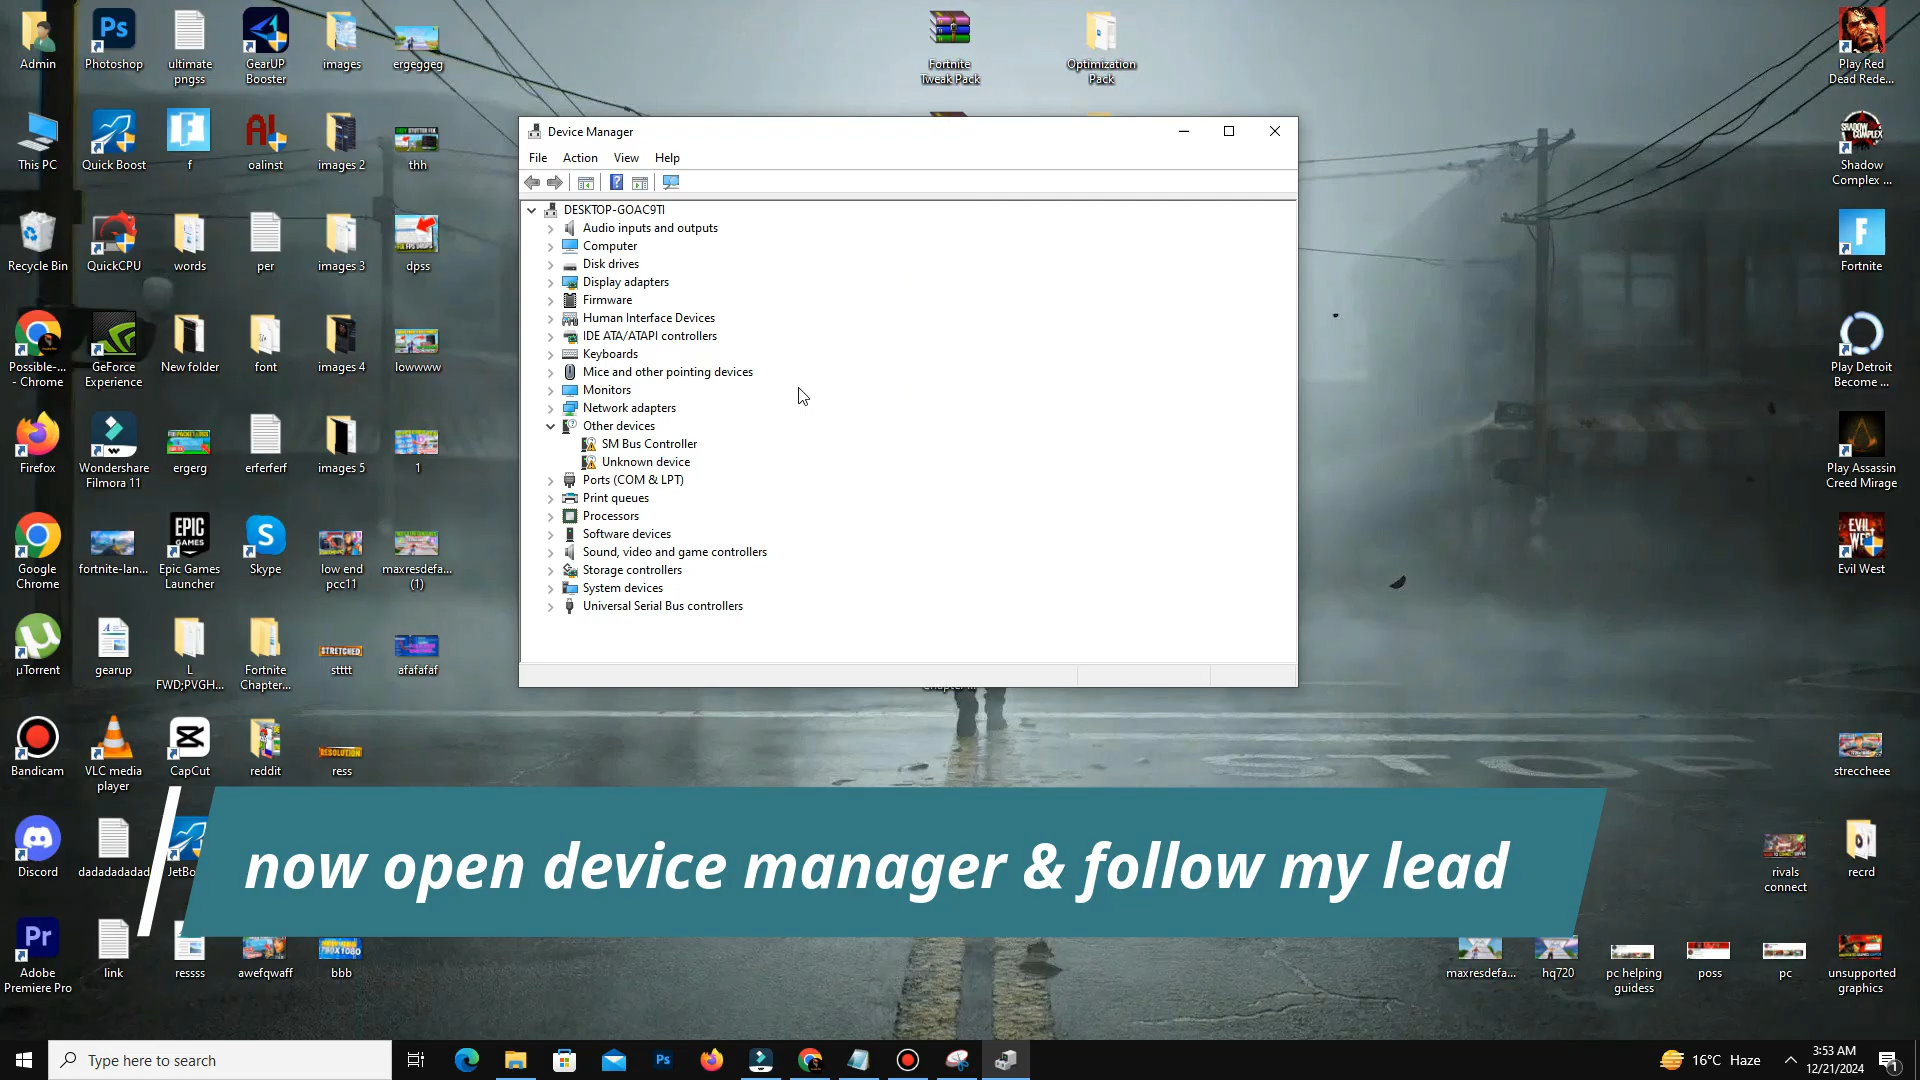 Admin
Photoshop
ultimate
pngss
GearUP
Booster
images
ergeggeg
Fortnite
Tweak Pack
Optimization
Pack
Play Red
Dead Rede...
This PC
Quick Boost
f
oalinst
images 2
thh
Shadow
Complex ...
Recycle Bin
QuickCPU
words
per
images 3
dpss
Fortnite
Possible-...
- Chrome
GeForce
Experience
New folder
font
images 4
lowwww
Play Detroit
Become ...
Firefox
Wondershare
Filmora 11
ergerg
erferferf
images 5
1
Play Assassin
Creed Mirage
Google
Chrome
fortnite-lan...
Epic Games
Launcher
Skype
low end
pcc11
maxresdefa...
(1)
Evil West
µTorrent
gearup
L
FWD;PVGH...
Fortnite
Chapter...
stttt
afafafaf
Bandicam
VLC media
player
CapCut
reddit
ress
streccheee
Discord
dadadadadad
JetBo
rivals
connect
recrd
Adobe
Premiere Pro
link
ressss
awefqwaff
bbb
maxresdefa...
hq720
pc helping
guidess
poss
pc
unsupported
graphics
Device Manager
File Action View Help
DESKTOP-GOAC9TI
Audio inputs and outputs
Computer
Disk drives
Display adapters
Firmware
Human Interface Devices
IDE ATA/ATAPI controllers
Keyboards
Mice and other pointing devices
Monitors
Network adapters
Other devices
SM Bus Controller
Unknown device
Ports (COM & LPT)
Print queues
Processors
Software devices
Sound, video and game controllers
Storage controllers
System devices
Universal Serial Bus controllers
now open device manager & follow my lead
Type here to search
16°C Haze
3:53 AM
12/21/2024